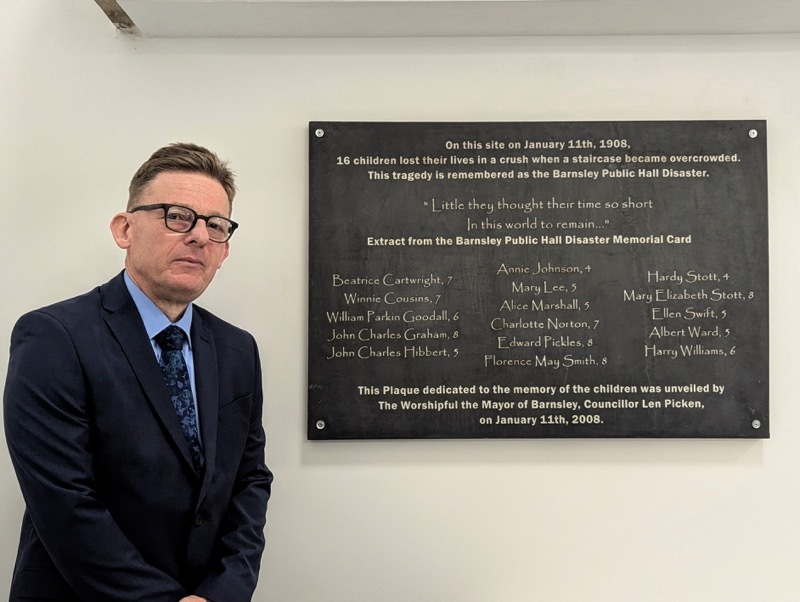 On this site on January 11th, 1908,
16 children lost their lives in a crush when a staircase became overcrowded.
This tragedy is remembered as the Barnsley Public Hall Disaster.
" Little they thought their time so short
In this world to remain..."
Extract from the Barnsley Public Hall Disaster Memorial Card
Beatrice Cartwright, 7
Winnie Cousins, 7
William Parkin Goodall, 6
John Charles Graham, 8
John Charles Hibbert, 5
Annie Johnson, 4
Mary Lee, 5
Alice Marshall, 5
Charlotte Norton, 7
Edward Pickles, 8
Florence May Smith, 8
Hardy Stott, 4
Mary Elizabeth Stott, 8
Ellen Swift, 5
Albert Ward, 5
Harry Williams, 6
This Plaque dedicated to the memory of the children was unveiled by
The Worshipful the Mayor of Barnsley, Councillor Len Picken,
on January 11th, 2008.